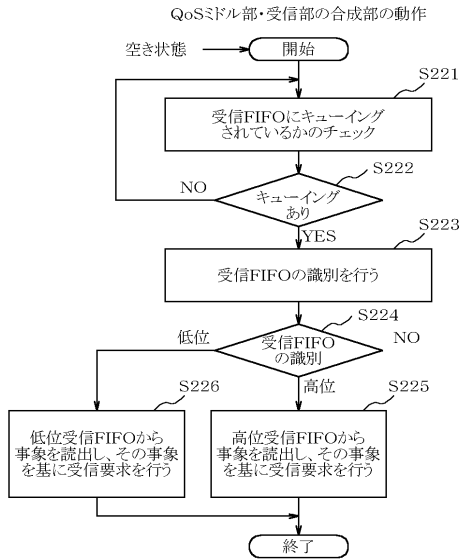 QoSミドル部・受信部の合成部の動作
空き状態
開始
S221
受信FIFOにキューイング
されているかのチェック
S222
NO
キューイング
あり
YES
S223
受信FIFOの識別を行う
S224
低位
受信FIFO
の識別
NO
高位
S226
S225
低位受信FIFOから
事象を読出し、その事象
を基に受信要求を行う
高位受信FIFOから
事象を読出し、その事象
を基に受信要求を行う
終了